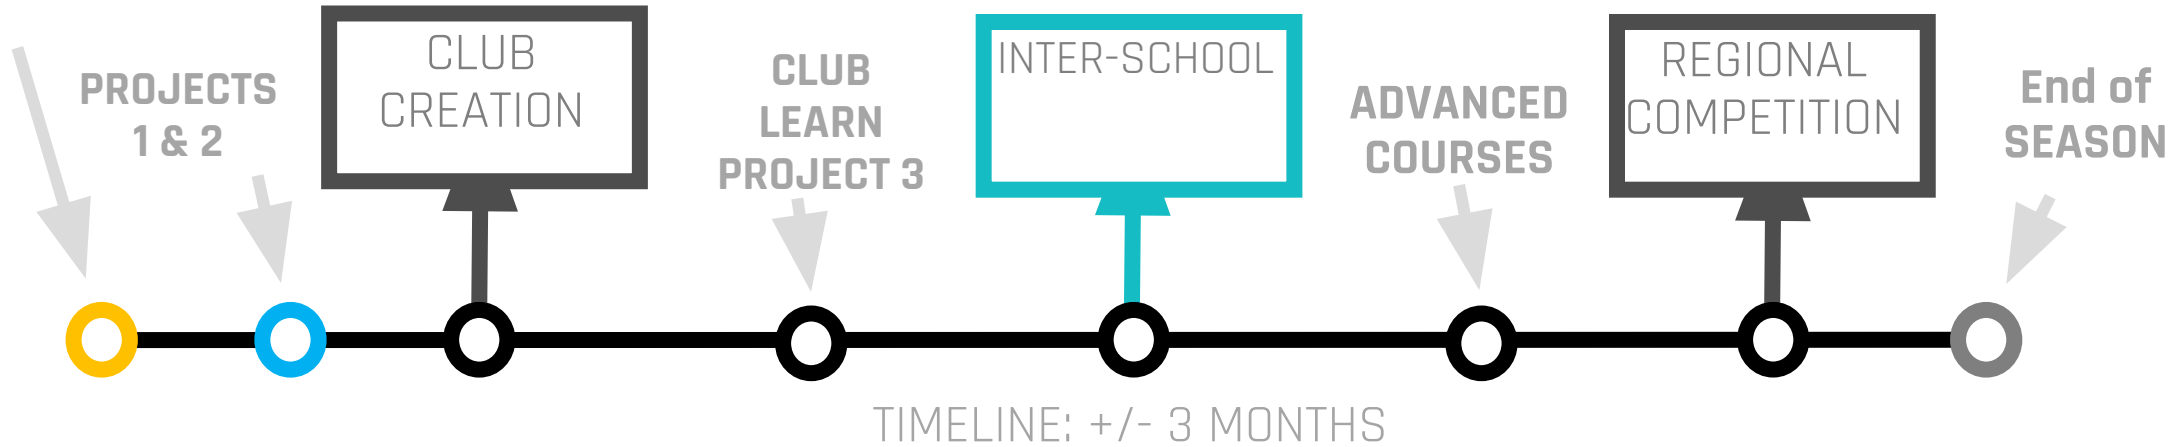 PROJECTS
1 & 2
CLUB
CREATION
CLUB
LEARN
PROJECT 3
INTER-SCHOOL
ADVANCED
COURSES
REGIONAL
COMPETITION
End of
SEASON
TIMELINE: +/- 3 MONTHS